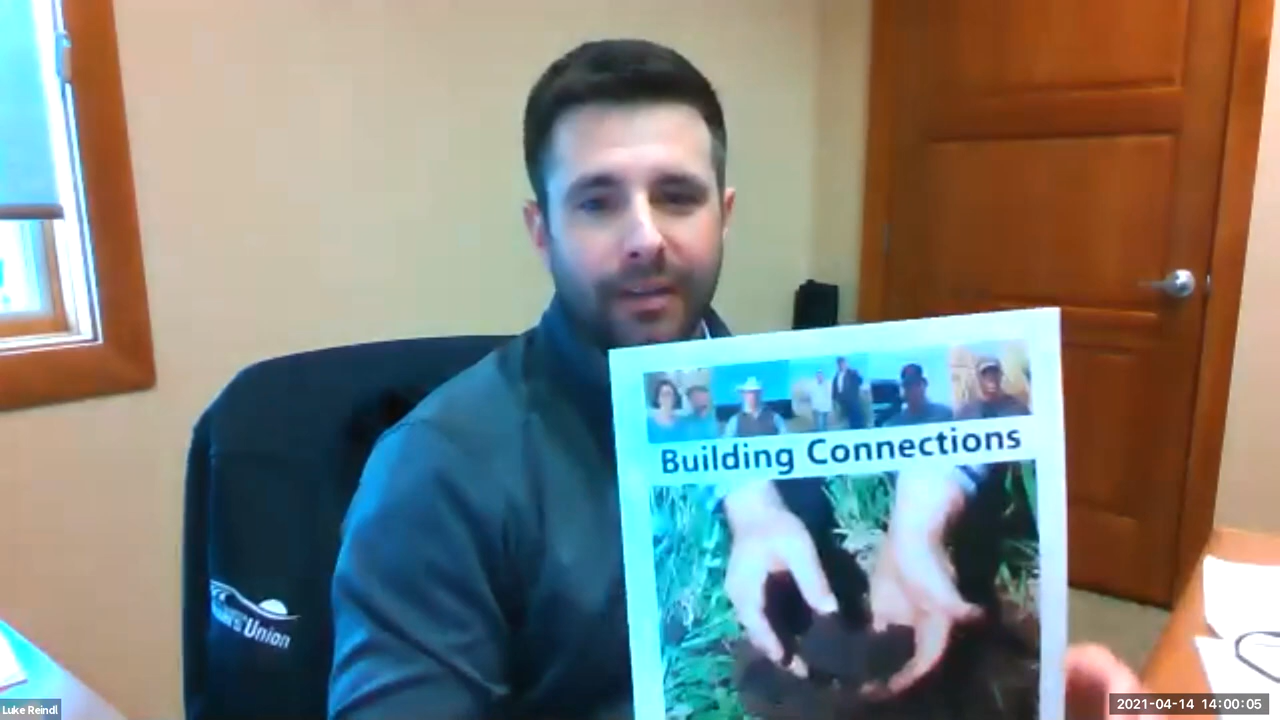 Building Connections
Union
Luke Reindl
2021-04-14 14:00:05